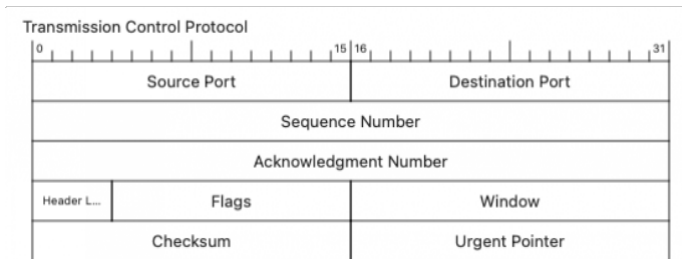 Transmission Control Protocol
0 15 16 31
Source Port Destination Port
Sequence Number
Acknowledgment Number
Header L... Flags Window
Checksum Urgent Pointer